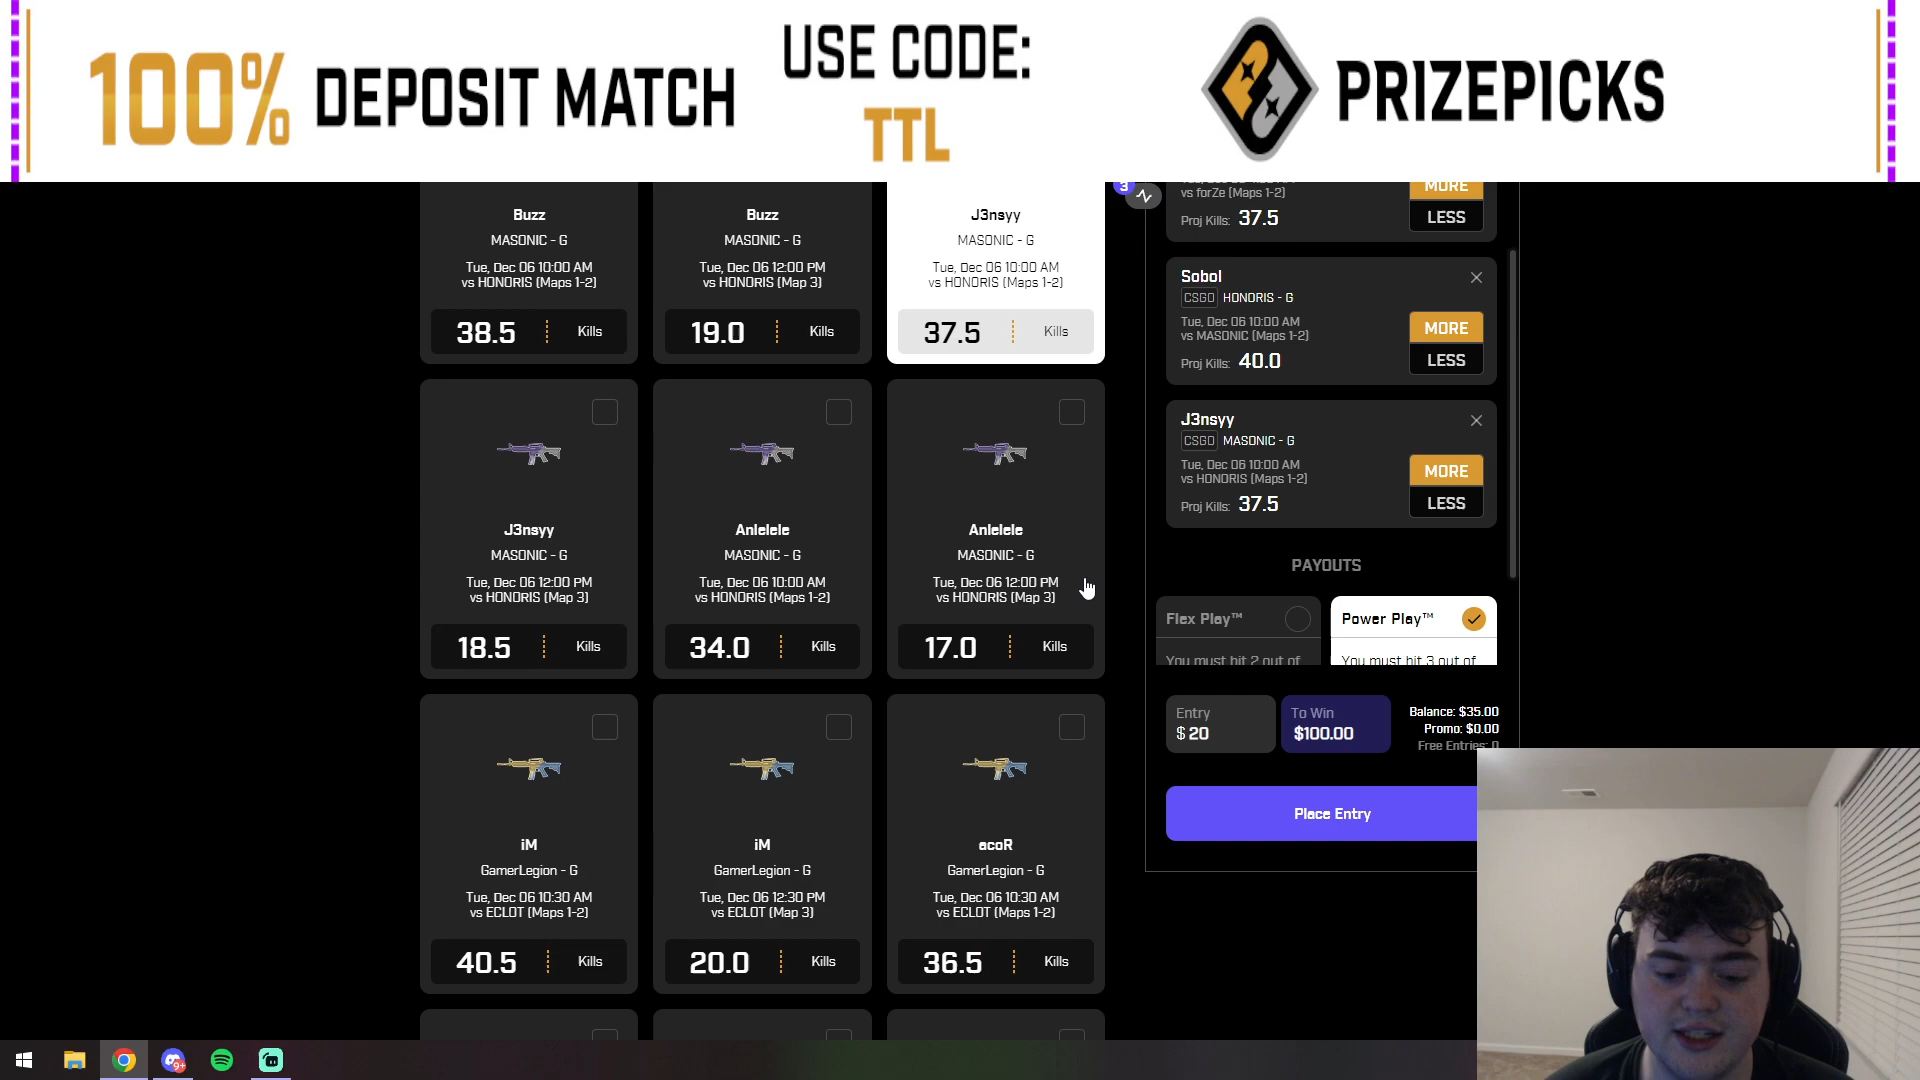 100% DEPOSIT MATCH
USE CODE:
TTL
PRIZEPICKS
Buzz
MASONIC - G
Tue, Dec 06 10:00 AM
vs HONORIS (Maps 1-2)
38.5
Kills
Buzz
MASONIC - G
Tue, Dec 06 12:00 PM
vs HONORIS (Map 3)
19.0
Kills
J3nsyy
MASONIC - G
Tue, Dec 06 10:00 AM
vs HONORIS (Maps 1-2)
37.5
Kills
J3nsyy
MASONIC - G
Tue, Dec 06 12:00 PM
vs HONORIS (Map 3)
18.5
Kills
Anlelele
MASONIC - G
Tue, Dec 06 10:00 AM
vs HONORIS (Maps 1-2)
34.0
Kills
Anlelele
MASONIC - G
Tue, Dec 06 12:00 PM
vs HONORIS (Map 3)
17.0
Kills
iM
GamerLegion - G
Tue, Dec 06 10:30 AM
vs ECLOT (Maps 1-2)
40.5
Kills
iM
GamerLegion - G
Tue, Dec 06 12:30 PM
vs ECLOT (Map 3)
20.0
Kills
acoR
GamerLegion - G
Tue, Dec 06 10:30 AM
vs ECLOT (Maps 1-2)
36.5
Kills
3
vs forZe (Maps 1-2)
Proj Kills: 37.5
MORE
LESS
Sobol
CSGO HONORIS - G
Tue, Dec 06 10:00 AM
vs MASONIC (Maps 1-2)
Proj Kills: 40.0
MORE
LESS
J3nsyy
CSGO MASONIC - G
Tue, Dec 06 10:00 AM
vs HONORIS (Maps 1-2)
Proj Kills: 37.5
MORE
LESS
PAYOUTS
Flex Play™
You must hit 2 out of
Power Play™
You must hit 3 out of
Entry
$ 20
To Win
$100.00
Balance: $35.00
Promo: $0.00
Free Entries: 0
Place Entry
9+